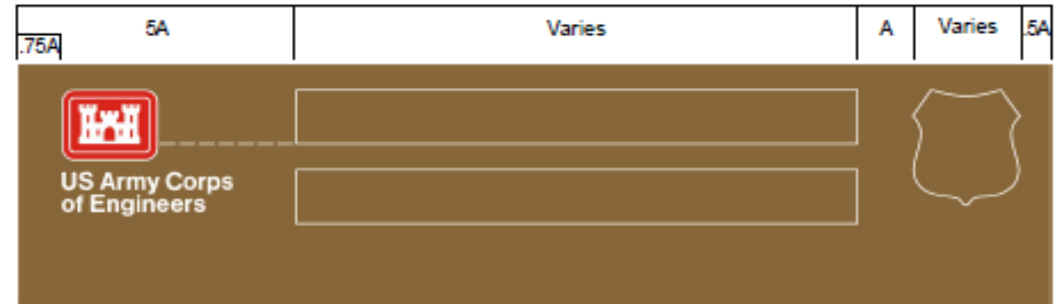 5A Varies A Varies .5A
.75A
US Army Corps
of Engineers